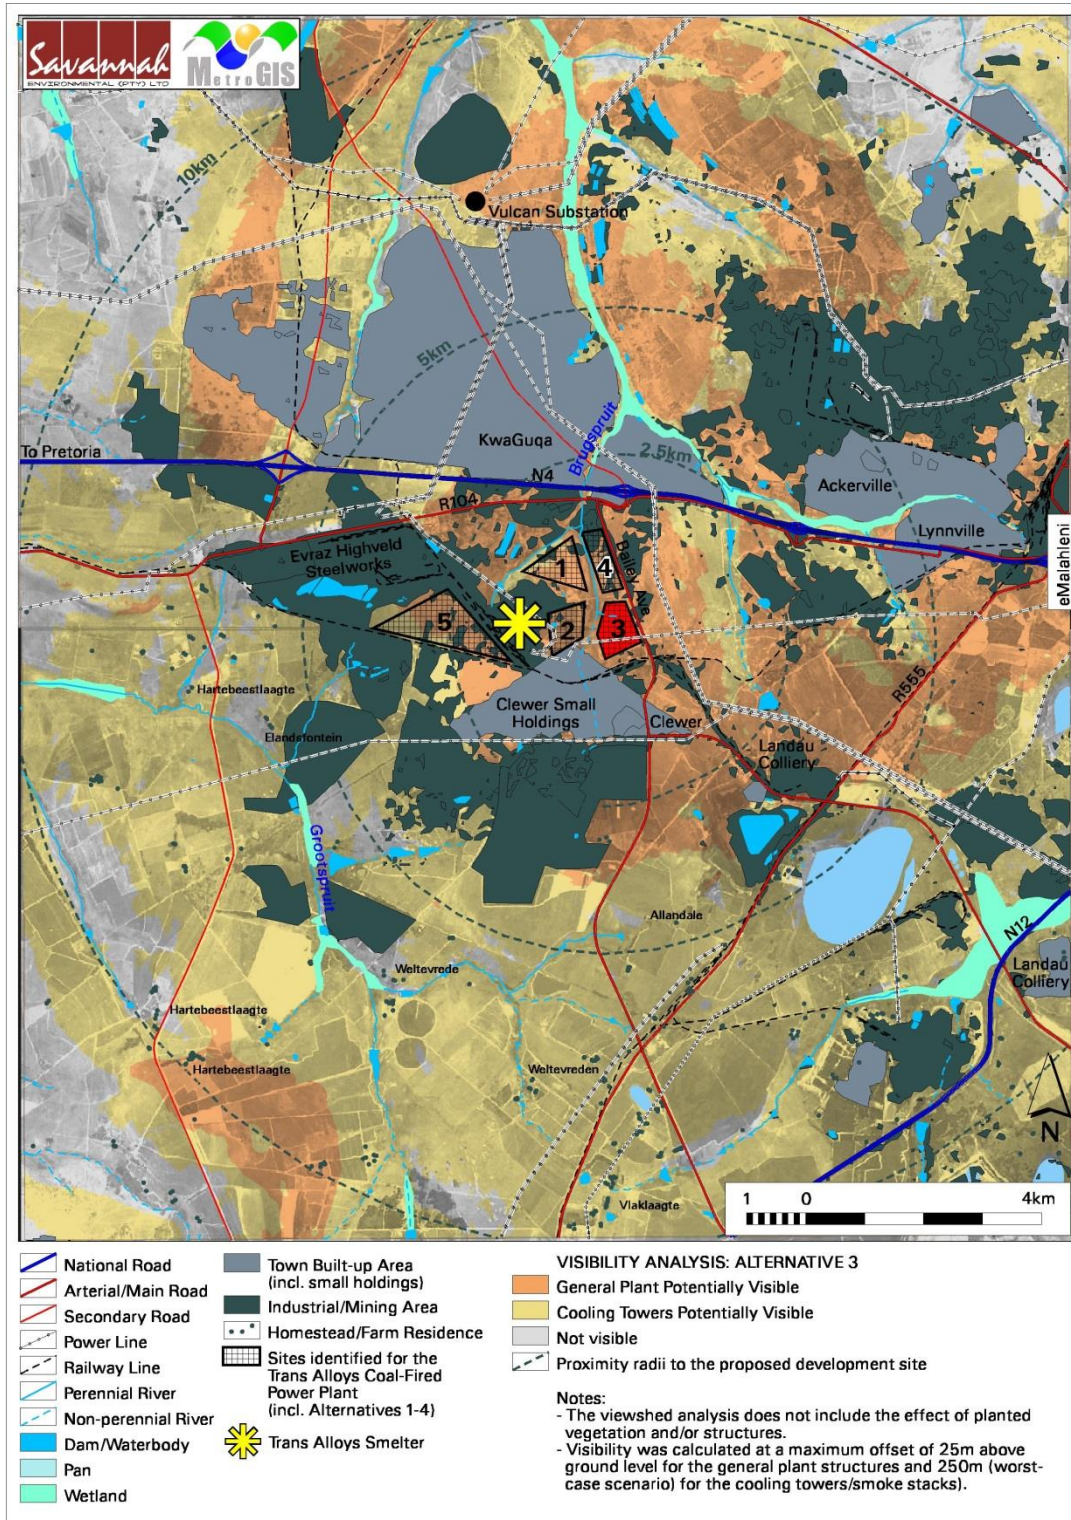 Savannah
ENVIRONMENTAL (PTY) LTD
MetroGIS
10km
Vulcan Substation
5km
KwaGuqa
Brugspruit
2.5km
To Pretoria
N4
Ackerville
R104
Lynnville
Evraz Highveld
Steelworks
Bailey Ave
eMalahleni
1
4
5
2
3
R555
Hartebeestlaagte
Clewer Small
Holdings
Clewer
Elandsfontein
Landau
Colliery
Grootspruit
Allandale
N12
Weltevrede
Landau
Colliery
Hartebeestlaagte
Hartebeestlaagte
Weltevreden
N
Vlaklaagte
1 0 4km
National Road
Arterial/Main Road
Secondary Road
Power Line
Railway Line
Perennial River
Non-perennial River
Dam/Waterbody
Pan
Wetland
Town Built-up Area
(incl. small holdings)
Industrial/Mining Area
Homestead/Farm Residence
Sites identified for the
Trans Alloys Coal-Fired
Power Plant
(incl. Alternatives 1-4)
Trans Alloys Smelter
VISIBILITY ANALYSIS: ALTERNATIVE 3
General Plant Potentially Visible
Cooling Towers Potentially Visible
Not visible
Proximity radii to the proposed development site
Notes:
- The viewshed analysis does not include the effect of planted
vegetation and/or structures.
- Visibility was calculated at a maximum offset of 25m above
ground level for the general plant structures and 250m (worst-
case scenario) for the cooling towers/smoke stacks).